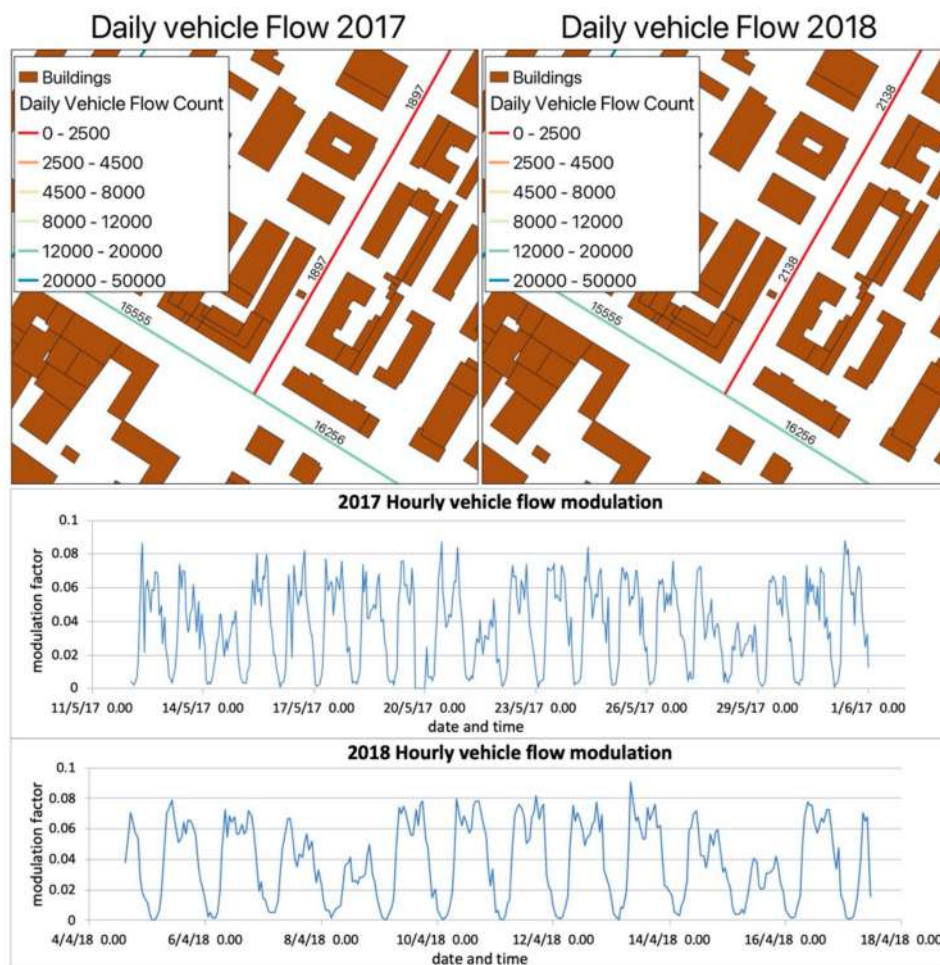 Daily vehicle Flow 2017
Buildings
Daily Vehicle Flow Count
0 - 2500
2500 - 4500
4500 - 8000
8000 - 12000
12000 - 20000
20000 - 50000
1897
1897
15555
16256
Daily vehicle Flow 2018
Buildings
Daily Vehicle Flow Count
0 - 2500
2500 - 4500
4500 - 8000
8000 - 12000
12000 - 20000
20000 - 50000
2138
2138
15555
16256
2017 Hourly vehicle flow modulation
modulation factor
0.1
0.08
0.06
0.04
0.02
0
11/5/17 0.00 14/5/17 0.00 17/5/17 0.00 20/5/17 0.00 23/5/17 0.00 26/5/17 0.00 29/5/17 0.00 1/6/17 0.00
date and time
2018 Hourly vehicle flow modulation
modulation factor
0.1
0.08
0.06
0.04
0.02
0
4/4/18 0.00 6/4/18 0.00 8/4/18 0.00 10/4/18 0.00 12/4/18 0.00 14/4/18 0.00 16/4/18 0.00 18/4/18 0.00
date and time